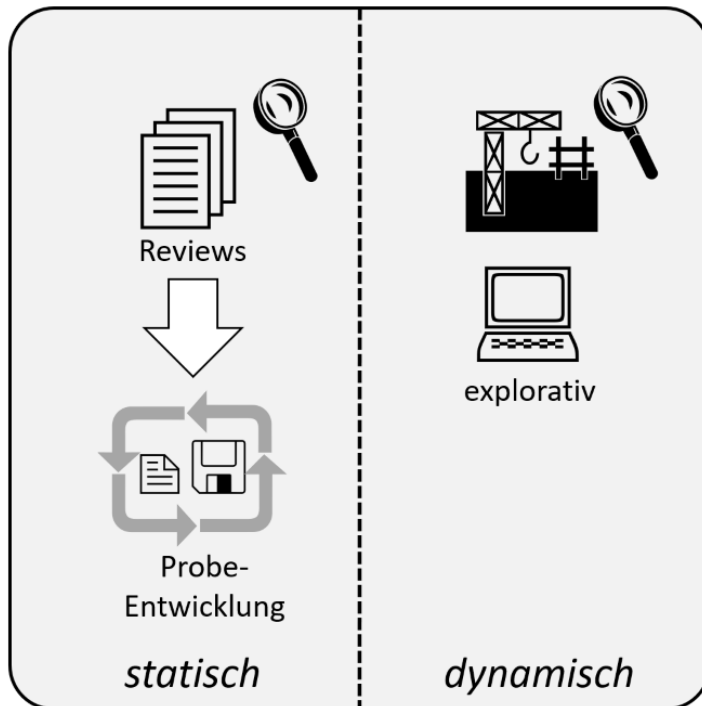 Reviews
explorativ
Probe-
Entwicklung
statisch
dynamisch